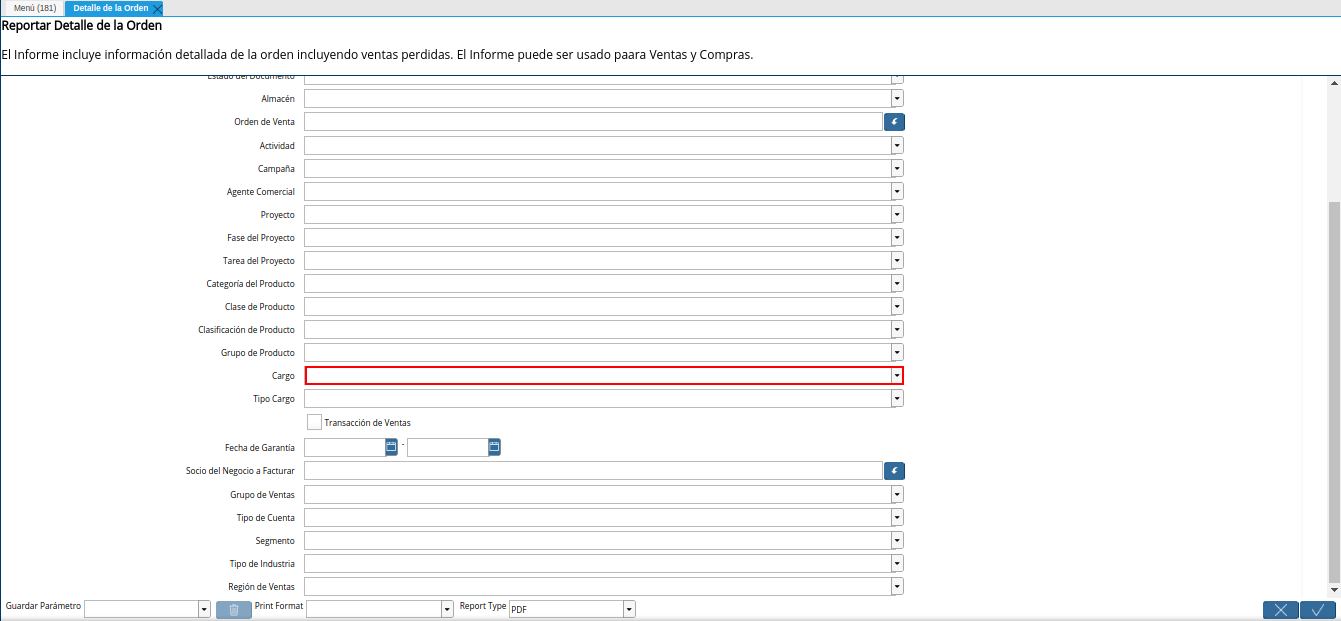 Menú (181)
Detalle de la Orden
Reportar Detalle de la Orden
El Informe incluye información detallada de la orden incluyendo ventas perdidas. El Informe puede ser usado paara Ventas y Compras.
Estado del Documento
Almacén
Orden de Venta
Actividad
Campaña
Agente Comercial
Proyecto
Fase del Proyecto
Tarea del Proyecto
Categoría del Producto
Clase de Producto
Clasificación de Producto
Grupo de Producto
Cargo
Tipo Cargo
Transacción de Ventas
Fecha de Garantía -
Socio del Negocio a Facturar
Grupo de Ventas
Tipo de Cuenta
Segmento
Tipo de Industria
Región de Ventas
Guardar Parámetro Print Format Report Type PDF